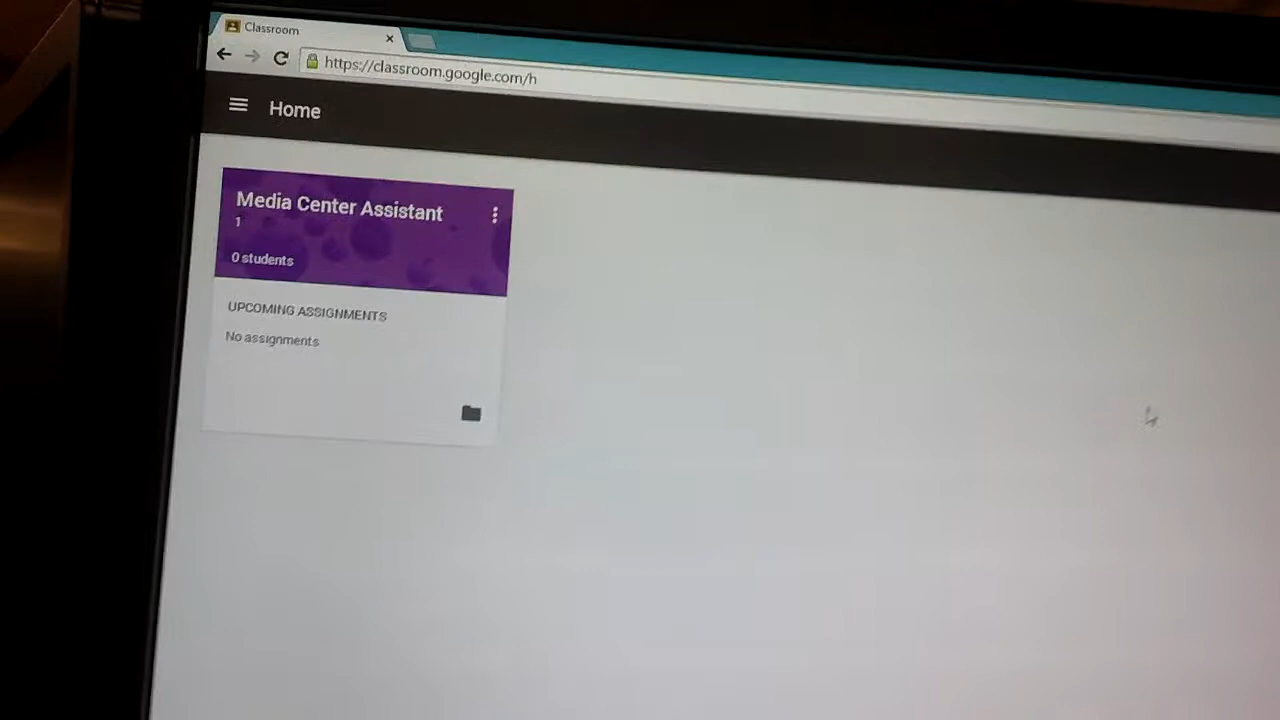 Classroom
https://classroom.google.com/h
Home
Media Center Assistant
1
0 students
UPCOMING ASSIGNMENTS
No assignments